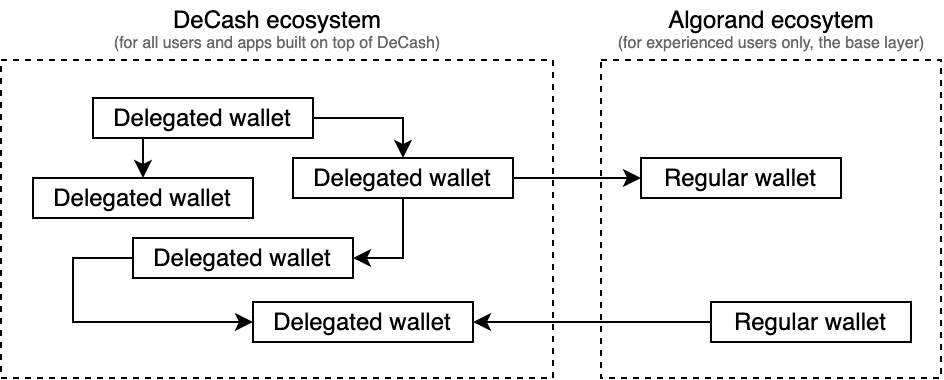 DeCash ecosystem
(for all users and apps built on top of DeCash)
Algorand ecosytem
(for experienced users only, the base layer)
Delegated wallet
Delegated wallet
Regular wallet
Delegated wallet
Delegated wallet
Delegated wallet
Regular wallet